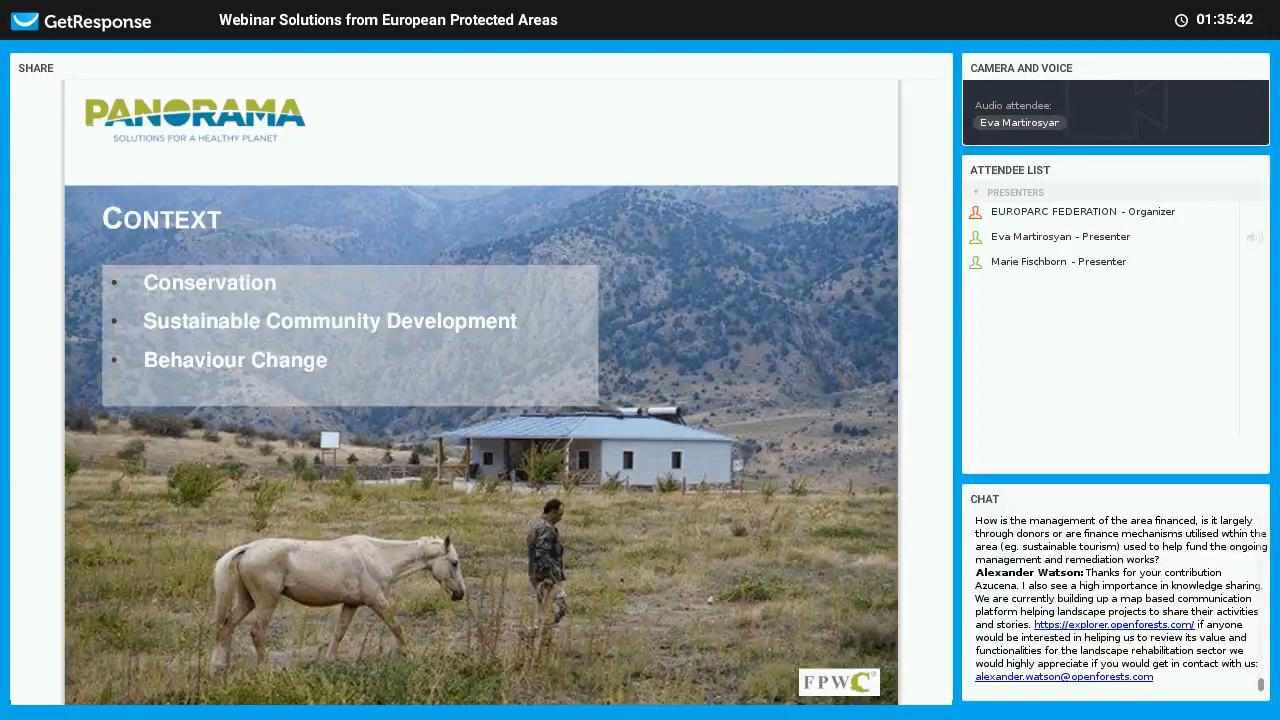 GetResponse
Webinar Solutions from European Protected Areas
01:35:42
SHARE
PANORAMA
SOLUTIONS FOR A HEALTHY PLANET
CONTEXT
• Conservation
• Sustainable Community Development
• Behaviour Change
FPWC®
CAMERA AND VOICE
Audio attendee:
Eva Martirosyan
ATTENDEE LIST
PRESENTERS
EUROPARC FEDERATION - Organizer
Eva Martirosyan - Presenter
Marie Fischborn - Presenter
CHAT
How is the management of the area financed, is it largely
through donors or are finance mechanisms utilised wthin the
area (eg. sustainable tourism) used to help fund the ongoing
management and remediation works?
Alexander Watson: Thanks for your contribution
Azucena. I also see a high importance in knowledge sharing.
We are currently building up a map based communication
platform helping landscape projects to share their activities
and stories. https://explorer.openforests.com/ if anyone
would be interested in heliping us to review its value and
functionalities for the landscape rehabilitation sector we
would highly appreciate if you would get in contact with us:
alexander.watson@openforests.com